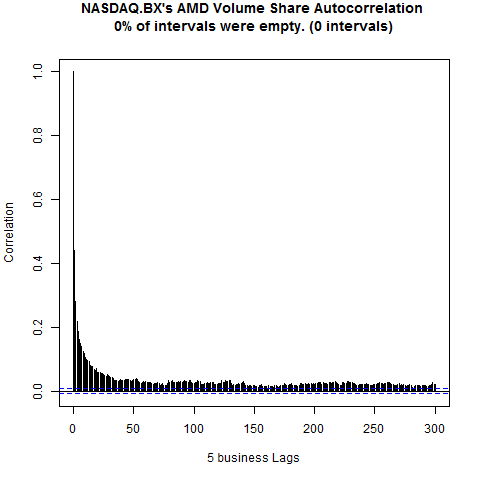 NASDAQ.BX's AMD Volume Share Autocorrelation
0% of intervals were empty. (0 intervals)
1.0
0.8
0.6
0.4
0.2
0.0
Correlation
0 50 100 150 200 250 300
5 business Lags